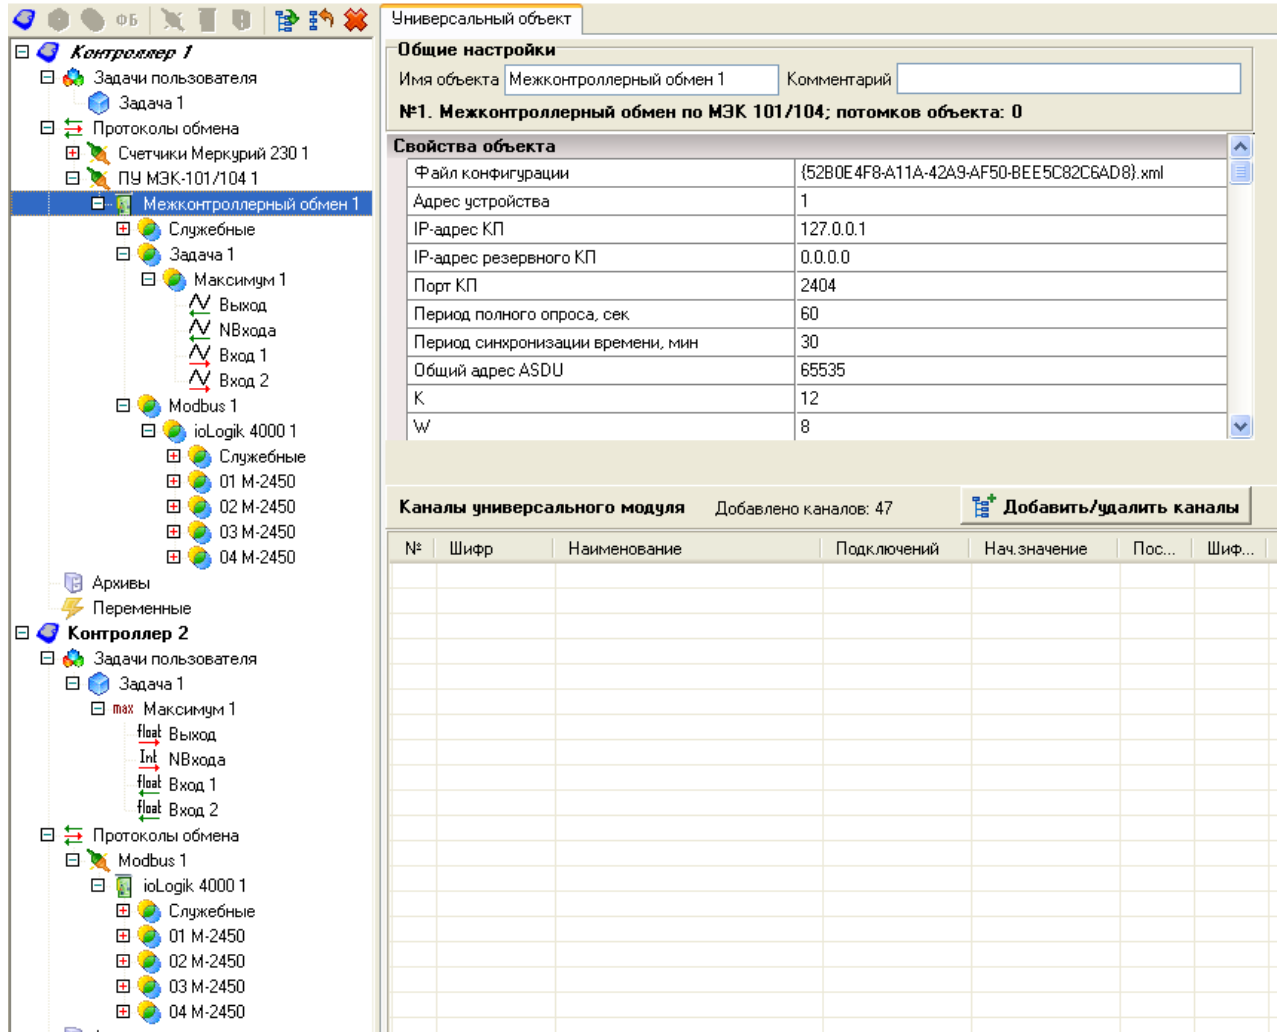 ФБ
Контроллер 1
Задачи пользователя
Задача 1
Протоколы обмена
Счетчики Меркурий 230 1
ПУ МЭК-101/104 1
Межконтроллерный обмен 1
Служебные
Задача 1
Максимум 1
Выход
NВхода
Вход 1
Вход 2
Modbus 1
ioLogik 4000 1
Служебные
01 M-2450
02 M-2450
03 M-2450
04 M-2450
Архивы
Переменные
Контроллер 2
Задачи пользователя
Задача 1
max Максимум 1
float Выход
Int NВхода
float Вход 1
float Вход 2
Протоколы обмена
Modbus 1
ioLogik 4000 1
Служебные
01 M-2450
02 M-2450
03 M-2450
04 M-2450
Универсальный объект
Общие настройки
Имя объекта Межконтроллерный обмен 1 Комментарий
№1. Межконтроллерный обмен по МЭК 101/104; потомков объекта: 0
Свойства объекта
Файл конфигурации {52B0E4F8-A11A-42A9-AF50-BEE5C82C6AD8}.xml
Адрес устройства 1
IP-адрес КП 127.0.0.1
IP-адрес резервного КП 0.0.0.0
Порт КП 2404
Период полного опроса, сек 60
Период синхронизации времени, мин 30
Общий адрес ASDU 65535
K 12
W 8
Каналы универсального модуля Добавлено каналов: 47 Добавить/удалить каналы
№ Шифр Наименование Подключений Нач.значение Пос... Шиф...